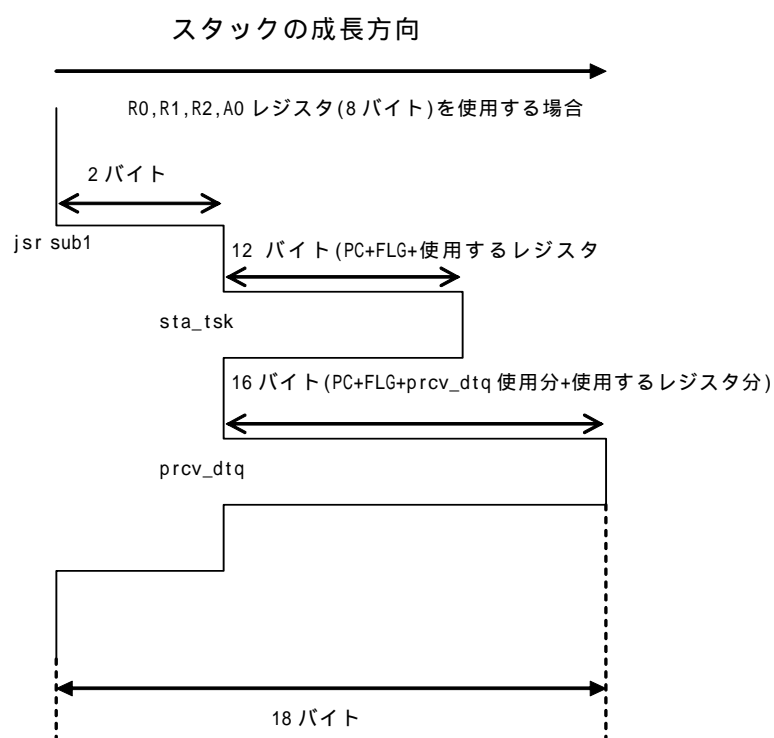 スタックの成長方向
R0,R1,R2,A0 レジスタ(8 バイト)を使用する場合
2 バイト
jsr sub1
12 バイト(PC+FLG+使用するレジスタ
sta_tsk
16 バイト(PC+FLG+prcv_dtq 使用分+使用するレジスタ分)
prcv_dtq
18 バイト